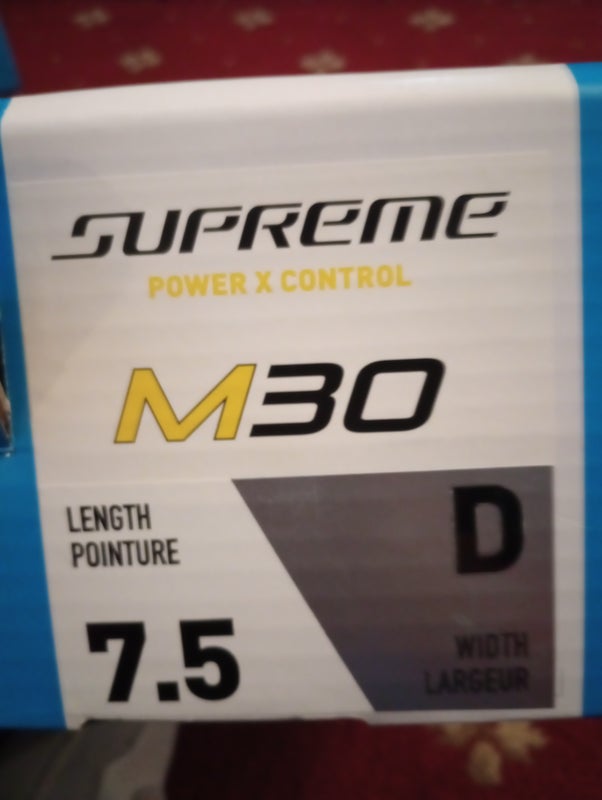 SUPREME
POWER X CONTROL
M30
LENGTH
POINTURE
7.5
D
WIDTH
LARGEUR